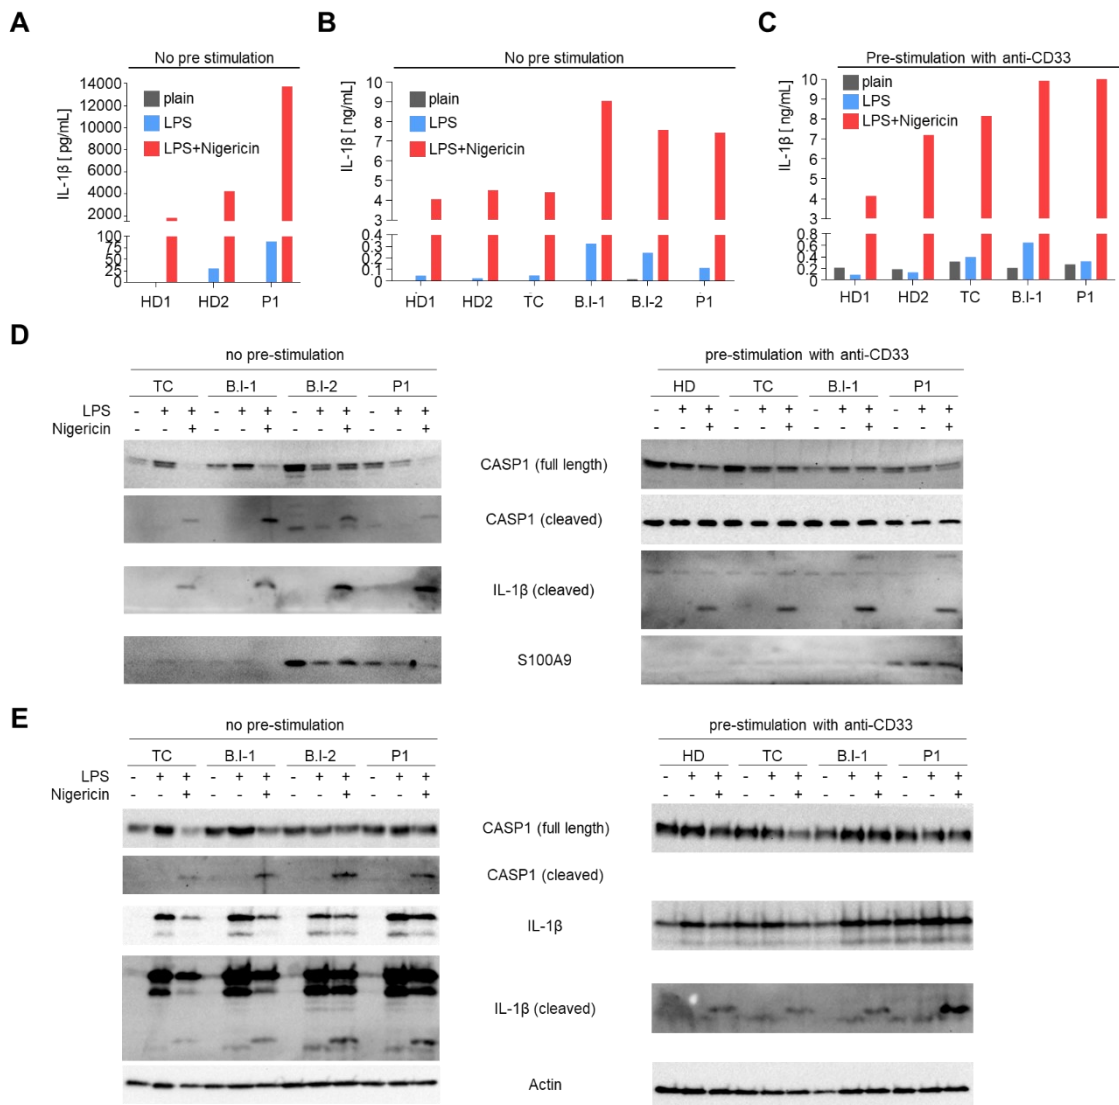 A
B
C
No pre stimulation
No pre stimulation
Pre-stimulation with anti-CD33
IL-1β [ pg/mL]
14000
12000
10000
8000
6000
4000
2000
100
75
50
25
0
plain
LPS
LPS+Nigericin
HD1
HD2
P1
IL-1β [ ng/mL]
10
9
8
7
6
5
4
3
0.4
0.3
0.2
0.1
0
plain
LPS
LPS+Nigericin
HD1
HD2
TC
B.I-1
B.I-2
P1
IL-1β [ ng/mL]
10
9
8
7
6
5
4
3
0.8
0.6
0.4
0.2
0
plain
LPS
LPS+Nigericin
HD1
HD2
TC
B.I-1
P1
D
no pre-stimulation
pre-stimulation with anti-CD33
TC B.I-1 B.I-2 P1
HD TC B.I-1 P1
LPS - + + - + + - + + - + +
Nigericin - - + - - + - - + - - +
- + + - + + - + + - + +
- - + - - + - - + - - +
CASP1 (full length)
CASP1 (cleaved)
IL-1β (cleaved)
S100A9
E
no pre-stimulation
pre-stimulation with anti-CD33
TC B.I-1 B.I-2 P1
HD TC B.I-1 P1
LPS - + + - + + - + + - + +
Nigericin - - + - - + - - + - - +
- + + - + + - + + - + +
- - + - - + - - + - - +
CASP1 (full length)
CASP1 (cleaved)
IL-1β
IL-1β (cleaved)
Actin